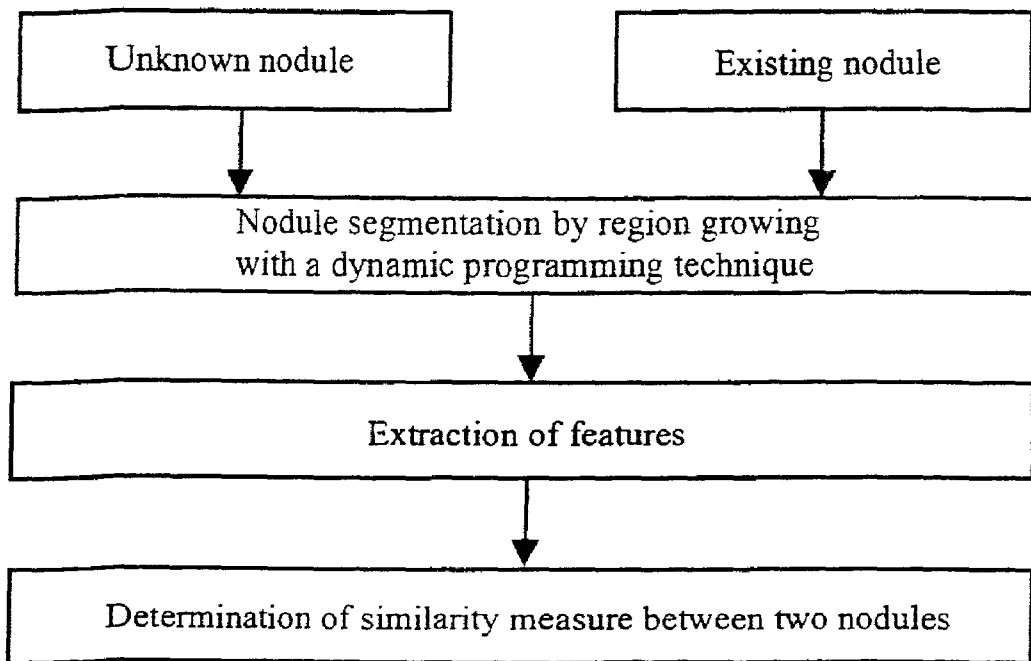 Unknown nodule
Existing nodule
Nodule segmentation by region growing
with a dynamic programming technique
Extraction of features
Determination of similarity measure between two nodules